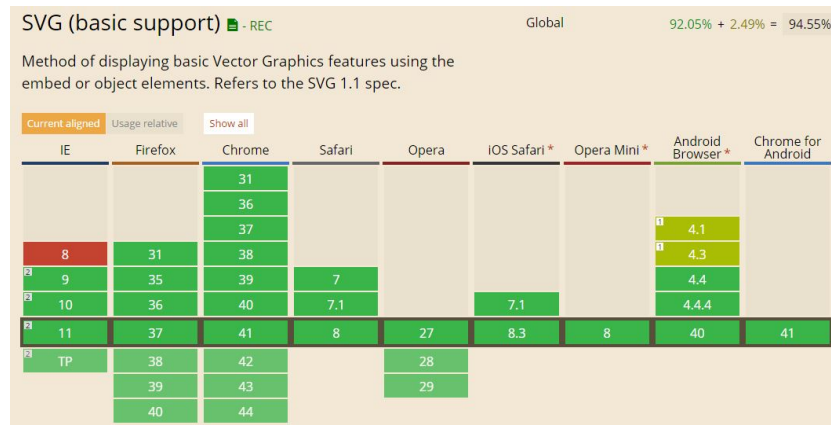 SVG (basic support) - REC Global 92.05% + 2.49% = 94.55%
Method of displaying basic Vector Graphics features using the
embed or object elements. Refers to the SVG 1.1 spec.
Current aligned Usage relative Show all
IE Firefox Chrome Safari Opera iOS Safari * Opera Mini * Android Browser * Chrome for Android
31
36
37 1 4.1
8 31 38 1 4.3
2 9 35 39 7 4.4
2 10 36 40 7.1 7.1 4.4.4
2 11 37 41 8 27 8.3 8 40 41
2 TP 38 42 28
39 43 29
40 44